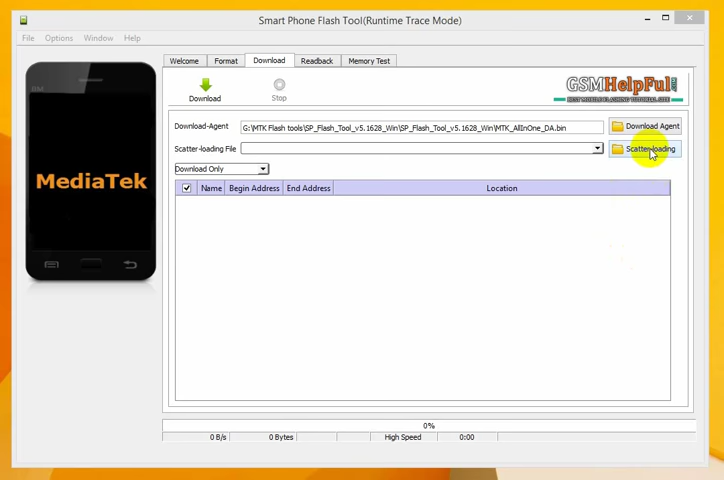 Smart Phone Flash Tool(Runtime Trace Mode)
File Options Window Help
Welcome Format Download Readback Memory Test
Download Stop
GSMHelpFul
Download-Agent G:\MTK Flash tools\SP_Flash_Tool_v5.1628_Win\SP_Flash_Tool_v5.1628_Win\MTK_AllInOne_DA.bin Download Agent
Scatter-loading File Scatter-loading
Download Only
Name Begin Address End Address Location
MediaTek
0%
0 B/s 0 Bytes High Speed 0:00